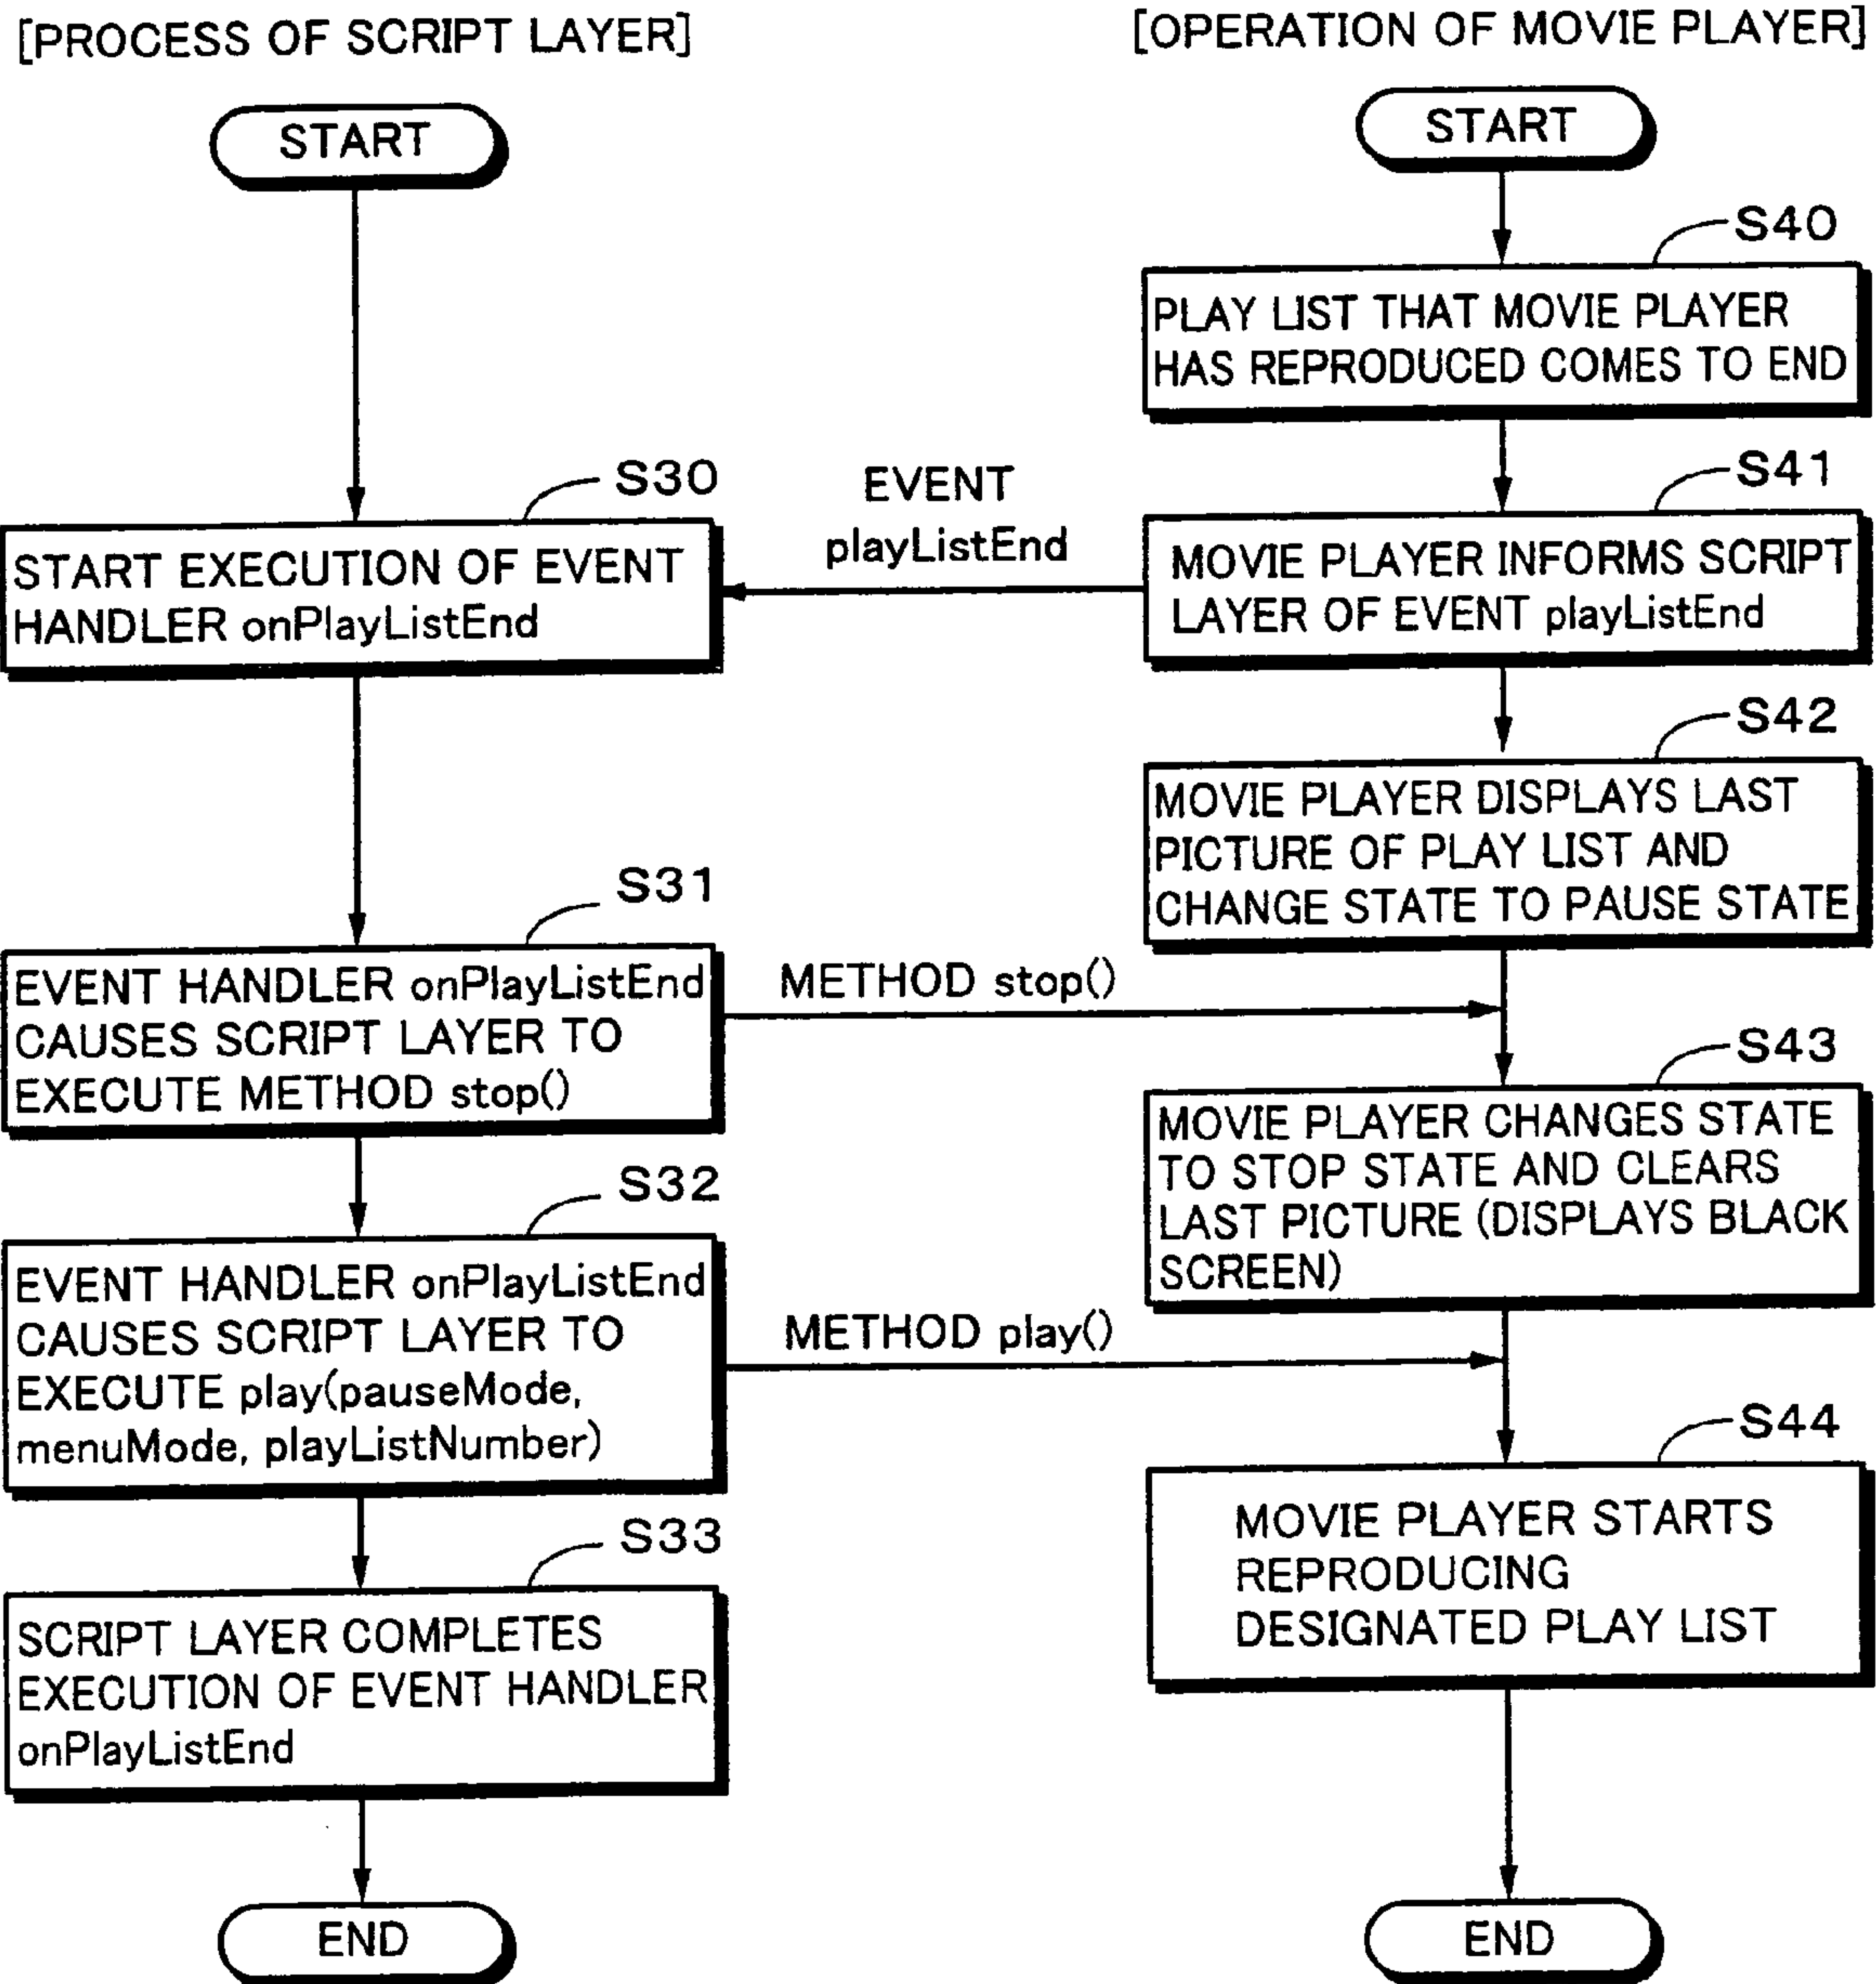 [PROCESS OF SCRIPT LAYER]
START
S30
START EXECUTION OF EVENT
HANDLER onPlayListEnd
S31
EVENT HANDLER onPlayListEnd
CAUSES SCRIPT LAYER TO
EXECUTE METHOD stop()
S32
EVENT HANDLER onPlayListEnd
CAUSES SCRIPT LAYER TO
EXECUTE play(pauseMode,
menuMode, playListNumber)
S33
SCRIPT LAYER COMPLETES
EXECUTION OF EVENT HANDLER
onPlayListEnd
END
EVENT
playListEnd
METHOD stop()
METHOD play()
[OPERATION OF MOVIE PLAYER]
START
S40
PLAY LIST THAT MOVIE PLAYER
HAS REPRODUCED COMES TO END
S41
MOVIE PLAYER INFORMS SCRIPT
LAYER OF EVENT playListEnd
S42
MOVIE PLAYER DISPLAYS LAST
PICTURE OF PLAY LIST AND
CHANGE STATE TO PAUSE STATE
S43
MOVIE PLAYER CHANGES STATE
TO STOP STATE AND CLEARS
LAST PICTURE (DISPLAYS BLACK
SCREEN)
S44
MOVIE PLAYER STARTS
REPRODUCING
DESIGNATED PLAY LIST
END